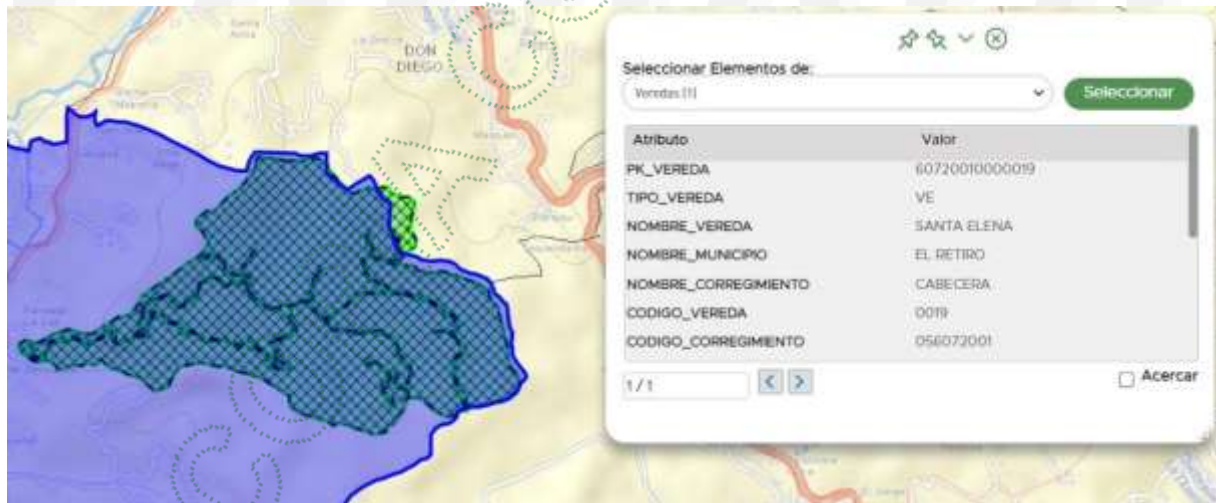 DON
DIEGO
Seleccionar Elementos de:
Veredas (1)
Seleccionar
Atributo Valor
PK_VEREDA 60720010000019
TIPO_VEREDA VE
NOMBRE_VEREDA SANTA ELENA
NOMBRE_MUNICIPIO EL RETIRO
NOMBRE_CORREGIMIENTO CABECERA
CODIGO_VEREDA 0019
CODIGO_CORREGIMIENTO 056072001
1 / 1
Acercar